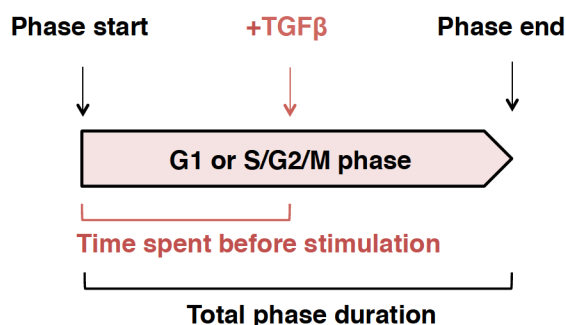 Phase start
+TGFβ
Phase end
G1 or S/G2/M phase
Time spent before stimulation
Total phase duration